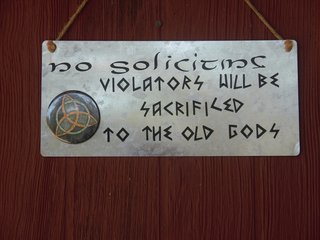 no soliciting
VIOLATORS WILL BE
SACRIFICED
TO THE OLD GODS